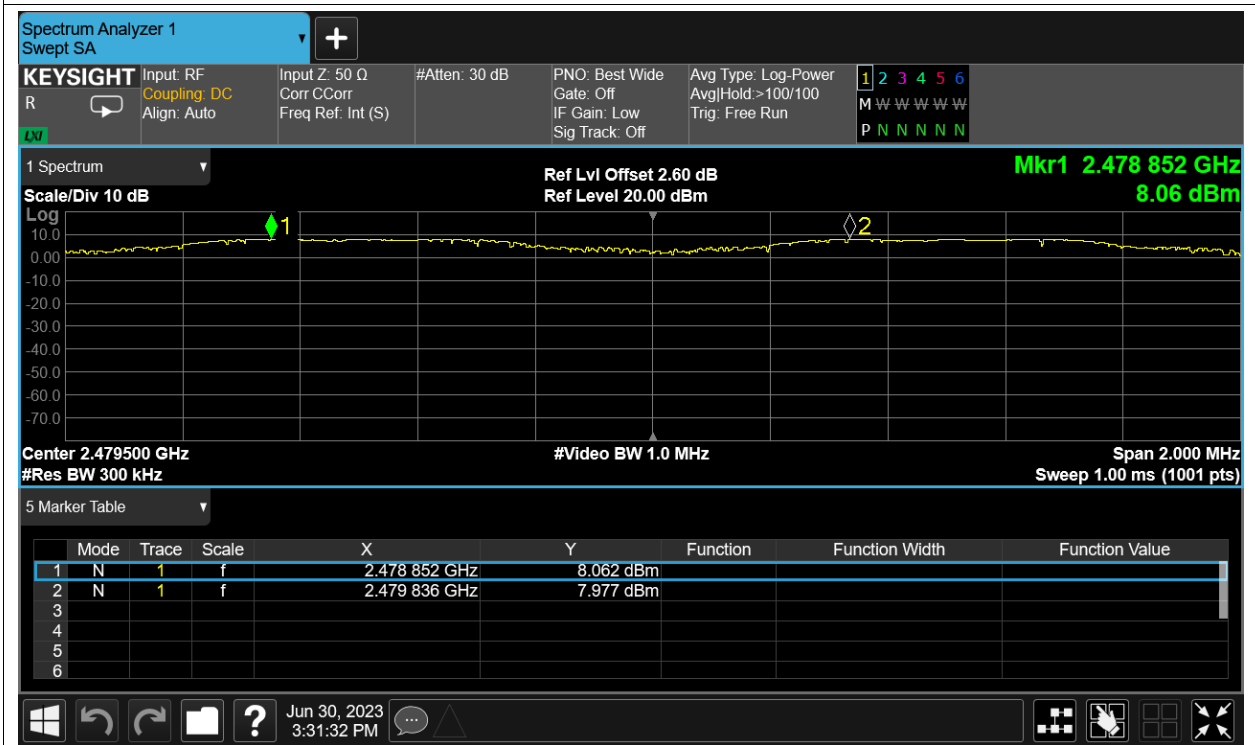 Spectrum Analyzer 1
Swept SA
KEYSIGHT
R
LXI
Input: RF
Coupling: DC
Align: Auto
Input Z: 50 Ω
Corr CCorr
Freq Ref: Int (S)
#Atten: 30 dB
PNO: Best Wide
Gate: Off
IF Gain: Low
Sig Track: Off
Avg Type: Log-Power
Avg|Hold:>100/100
Trig: Free Run
1 2 3 4 5 6
M W W W W W
P N N N N N
1 Spectrum
Scale/Div 10 dB
Ref Lvl Offset 2.60 dB
Ref Level 20.00 dBm
Mkr1 2.478 852 GHz
8.06 dBm
Log
10.0
0.00
-10.0
-20.0
-30.0
-40.0
-50.0
-60.0
-70.0
1
2
Center 2.479500 GHz
#Res BW 300 kHz
#Video BW 1.0 MHz
Span 2.000 MHz
Sweep 1.00 ms (1001 pts)
5 Marker Table
Mode Trace Scale X Y Function Function Width Function Value
1 N 1 f 2.478 852 GHz 8.062 dBm
2 N 1 f 2.479 836 GHz 7.977 dBm
3
4
5
6
?
Jun 30, 2023
3:31:32 PM